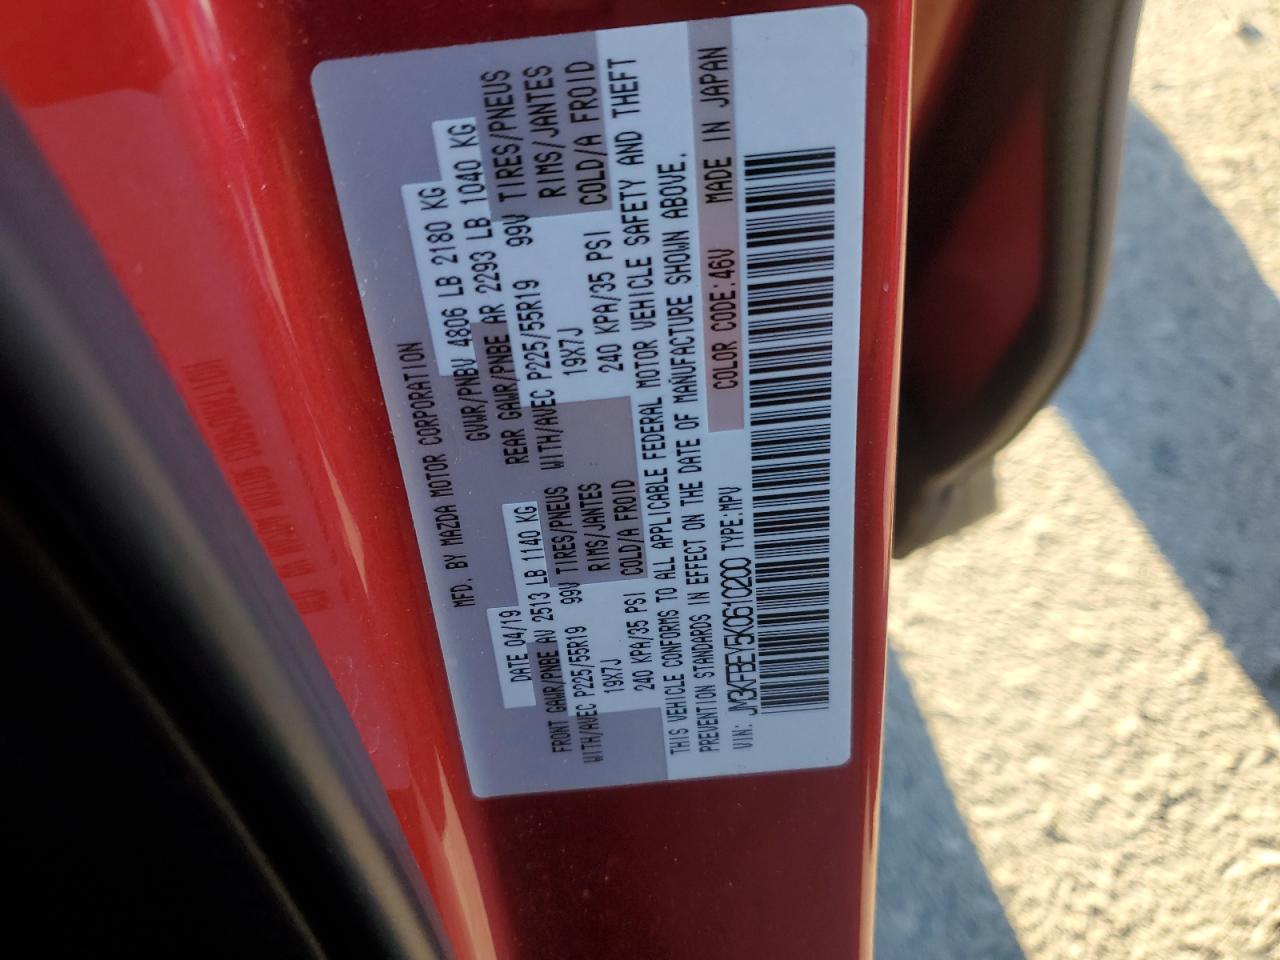 MFD. BY MAZDA MOTOR CORPORATION
DATE 04/19 GVWR/PNBV 4806 LB 2180 KG
FRONT GAWR/PNBE AV 2513 LB 1140 KG REAR GAWR/PNBE AR 2293 LB 1040 KG
WITH/AVEC P225/55R19 99V TIRES/PNEUS WITH/AVEC P225/55R19 99V TIRES/PNEUS
19X7J RIMS/JANTES 19X7J RIMS/JANTES
240 KPA/35 PSI COLD/A FROID 240 KPA/35 PSI COLD/A FROID
THIS VEHICLE CONFORMS TO ALL APPLICABLE FEDERAL MOTOR VEHICLE SAFETY AND THEFT
PREVENTION STANDARDS IN EFFECT ON THE DATE OF MANUFACTURE SHOWN ABOVE.
VIN: JM3KFBEY5K0610200 TYPE:MPV COLOR CODE:46V MADE IN JAPAN